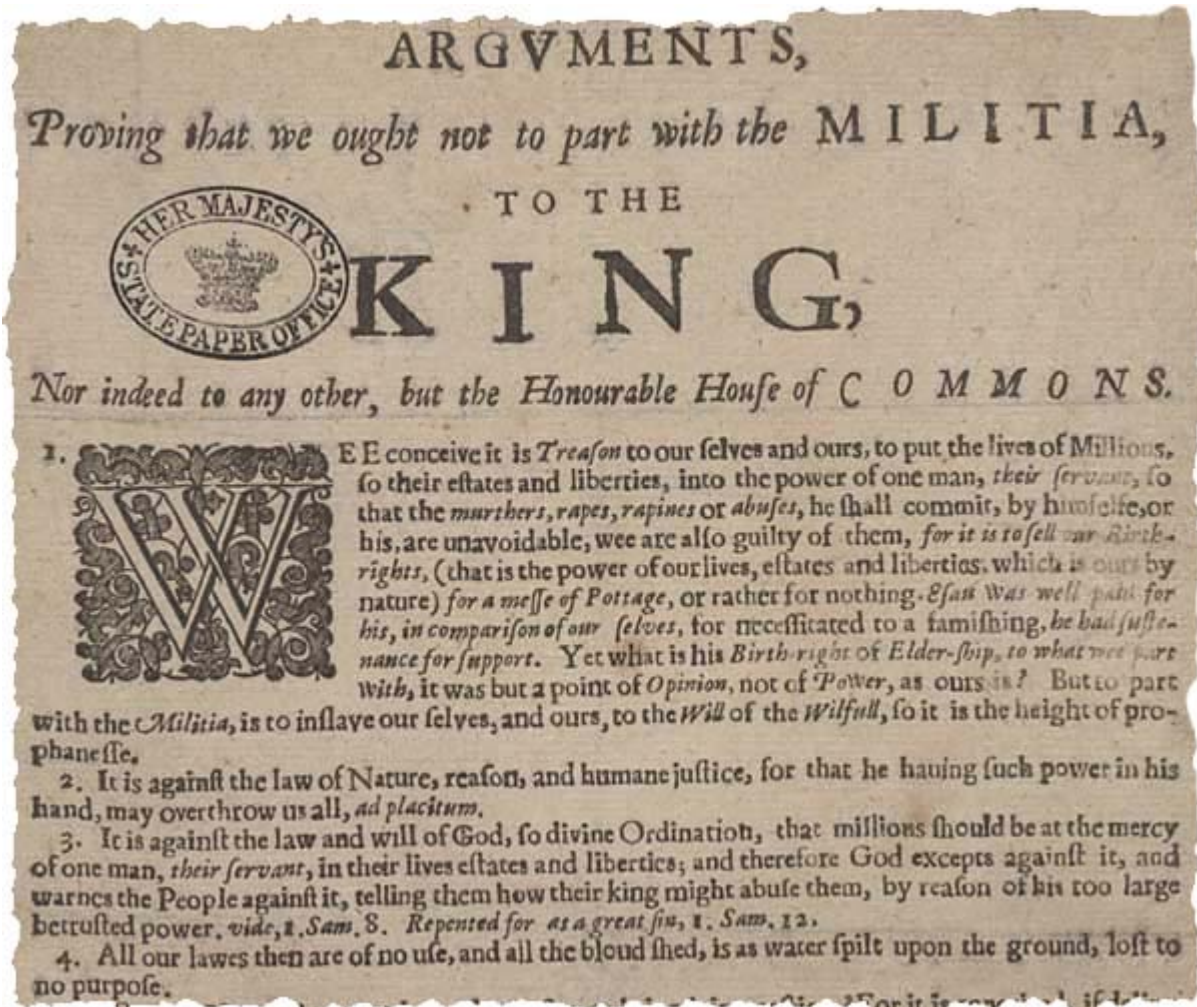 ARGVMENTS,
Proving that we ought not to part with the MILITIA,
TO THE
HER MAJESTY'S STATE PAPER OFFICE
KING,
Nor indeed to any other, but the Honourable Houſe of COMMONS.
1. WEE conceive it is Treaſon to our ſelves and ours, to put the lives of Millions,
ſo their eſtates and liberties, into the power of one man, their ſervant, ſo
that the murthers, rapes, rapines or abuſes, he ſhall commit, by himſelfe, or
his, are unavoidable, wee are alſo guilty of them, for it is to ſell our Birth-
rights, (that is the power of our lives, eſtates and liberties. which is ours by
nature) for a meſſe of Pottage, or rather for nothing. Eſau was well paid for
his, in compariſon of our ſelves, for neceſſitated to a famiſhing, he had ſuſte-
nance for ſupport. Yet what is his Birth-right of Elder-ſhip, to what wee part
with, it was but a point of Opinion, not of Power, as ours is? But to part
with the Militia, is to inſlave our ſelves, and ours, to the Will of the Wilfull, ſo it is the height of pro-
phaneſſe.
2. It is againſt the law of Nature, reaſon, and humane juſtice, for that he hauing ſuch power in his
hand, may overthrow us all, ad placitum.
3. It is againſt the law and will of God, ſo divine Ordination, that millions ſhould be at the mercy
of one man, their ſervant, in their lives eſtates and liberties; and therefore God excepts againſt it, and
warnes the People againſt it, telling them how their king might abuſe them, by reaſon of his too large
betruſted power. vide, 1. Sam. 8. Repented for as a great ſin, 1. Sam. 12.
4. All our lawes then are of no uſe, and all the bloud ſhed, is as water ſpilt upon the ground, loſt to
no purpoſe.